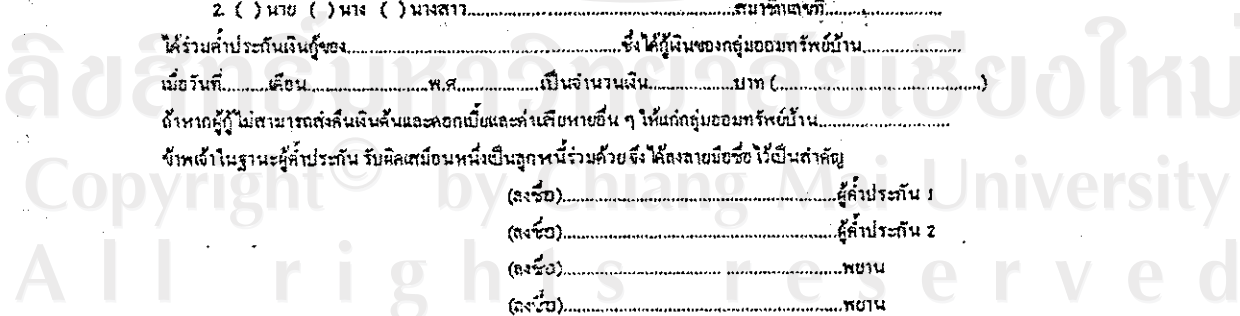 2. ( ) นาย ( ) นาง ( ) นางสาว..............................................................สมาชิกเลขที่..........................
ได้ร่วมค้ำประกันเงินกู้ของ..............................................................ซึ่งได้กู้เงินของกลุ่มออมทรัพย์บ้าน......................
เมื่อวันที่..........เดือน...........................พ.ศ.................เป็นจำนวนเงิน...................บาท (..............................................)
ถ้าหากผู้กู้ไม่สามารถส่งคืนเงินต้นและดอกเบี้ยและค่าเสียหายอื่น ๆ ให้แก่กลุ่มออมทรัพย์บ้าน..............................
ข้าพเจ้าในฐานะผู้ค้ำประกัน รับผิดเสมือนหนึ่งเป็นลูกหนี้ร่วมด้วย จึงได้ลงลายมือชื่อไว้เป็นสำคัญ
(ลงชื่อ)..............................................................ผู้ค้ำประกัน 1
(ลงชื่อ)..............................................................ผู้ค้ำประกัน 2
(ลงชื่อ)..............................................................พยาน
(ลงชื่อ)..............................................................พยาน
ลิขสิทธิ์มหาวิทยาลัยเชียงใหม่
Copyright© by Chiang Mai University
All rights reserved